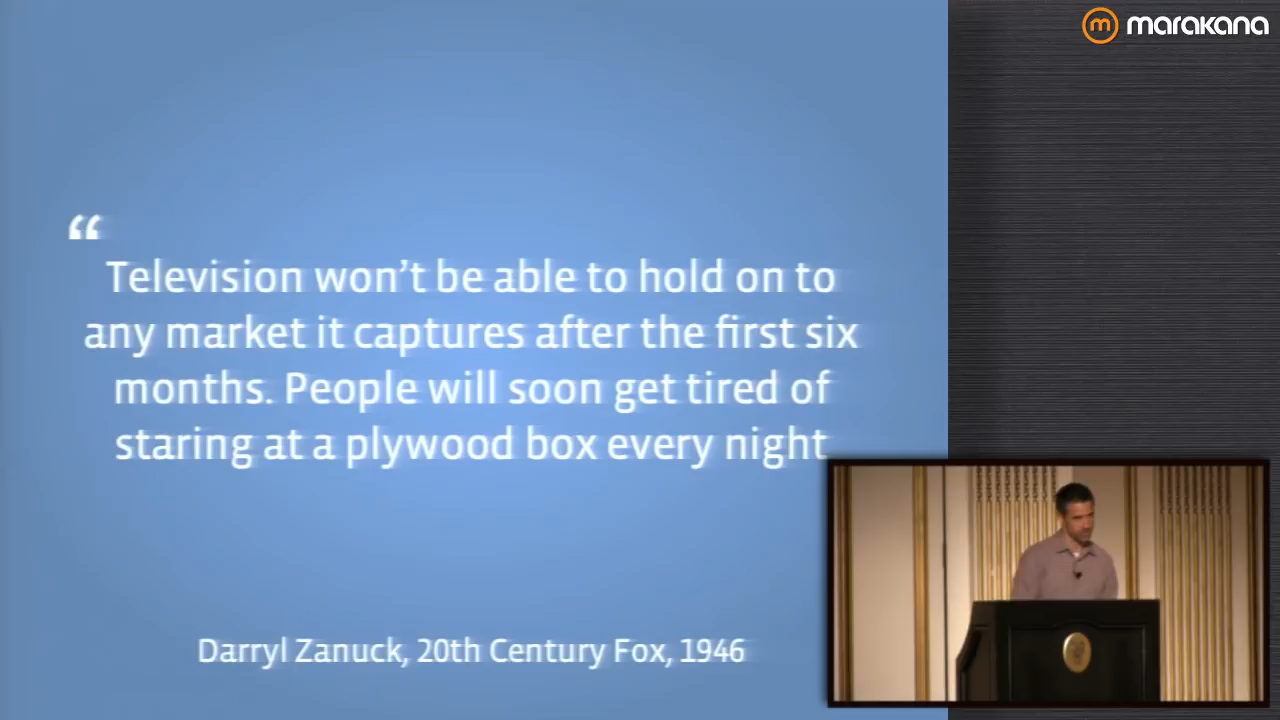 marakana
“
Television won’t be able to hold on to
any market it captures after the first six
months. People will soon get tired of
staring at a plywood box every night
Darryl Zanuck, 20th Century Fox, 1946